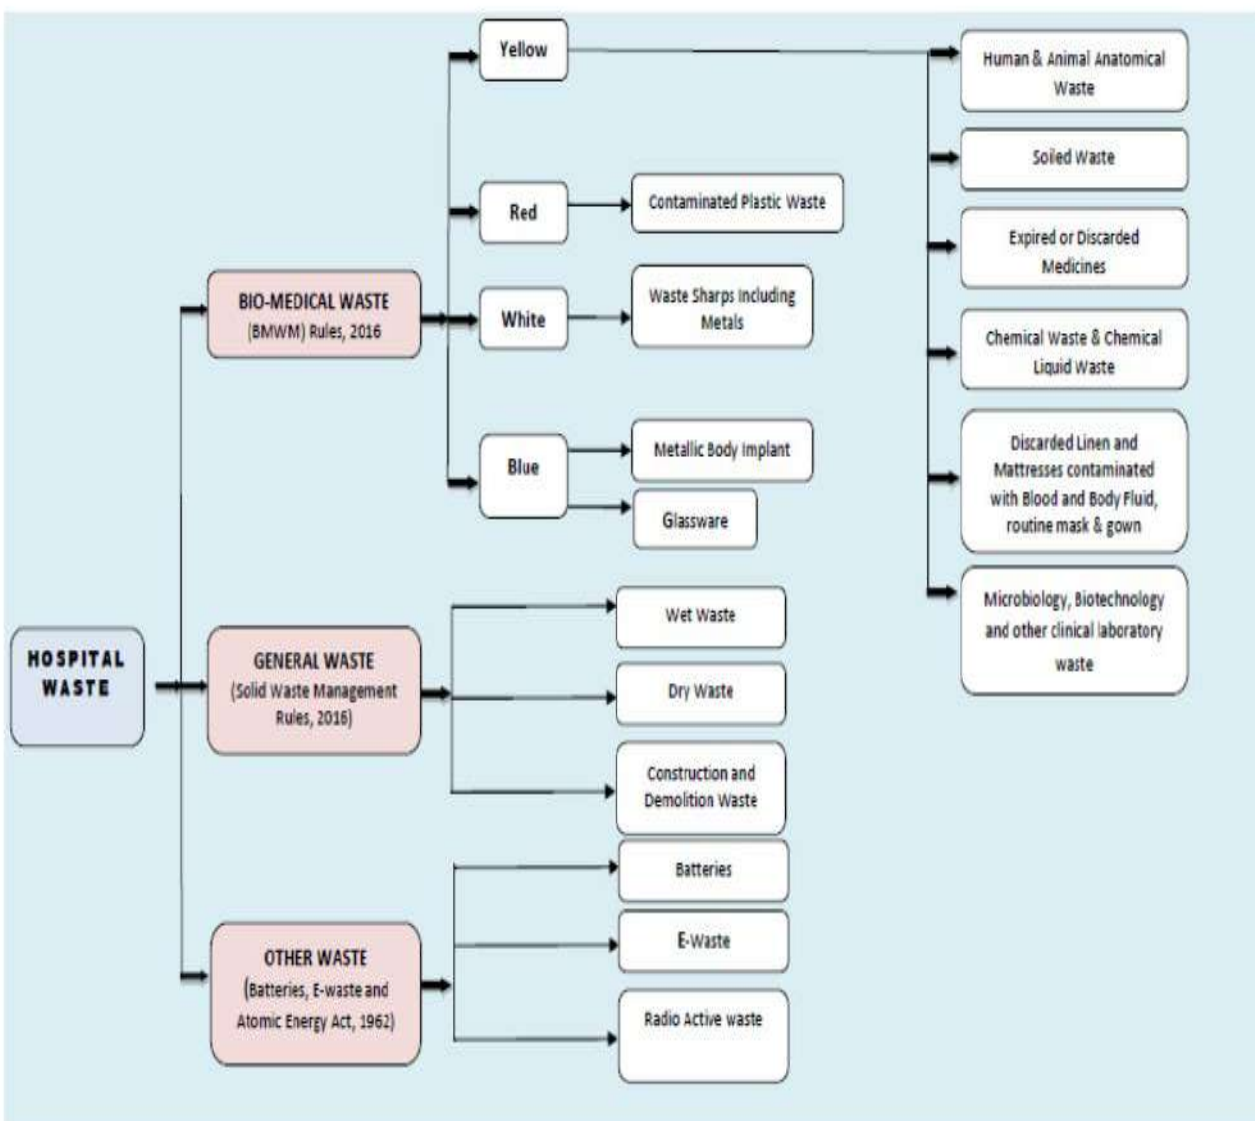 HOSPITAL
WASTE
BIO-MEDICAL WASTE
(BMWM) Rules, 2016
Yellow
Human & Animal Anatomical
Waste
Soiled Waste
Expired or Discarded
Medicines
Chemical Waste & Chemical
Liquid Waste
Discarded Linen and
Mattresses contaminated
with Blood and Body Fluid,
routine mask & gown
Microbiology, Biotechnology
and other clinical laboratory
waste
Red
Contaminated Plastic Waste
White
Waste Sharps Including
Metals
Blue
Metallic Body Implant
Glassware
GENERAL WASTE
(Solid Waste Management
Rules, 2016)
Wet Waste
Dry Waste
Construction and
Demolition Waste
OTHER WASTE
(Batteries, E-waste and
Atomic Energy Act, 1962)
Batteries
E-Waste
Radio Active waste